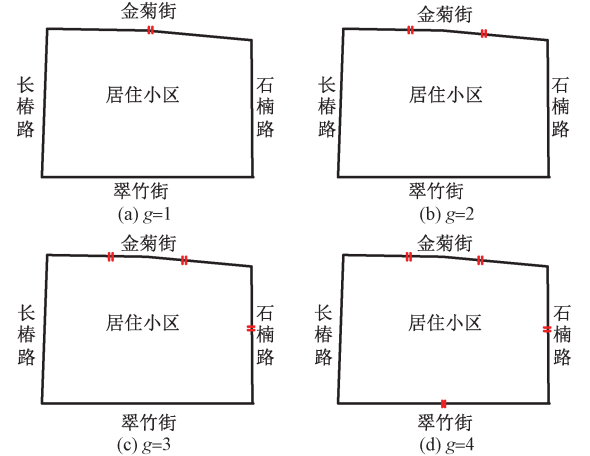 金菊街
长椿路
居住小区
石楠路
翠竹街
(a) g=1
金菊街
长椿路
居住小区
石楠路
翠竹街
(b) g=2
金菊街
长椿路
居住小区
石楠路
翠竹街
(c) g=3
金菊街
长椿路
居住小区
石楠路
翠竹街
(d) g=4